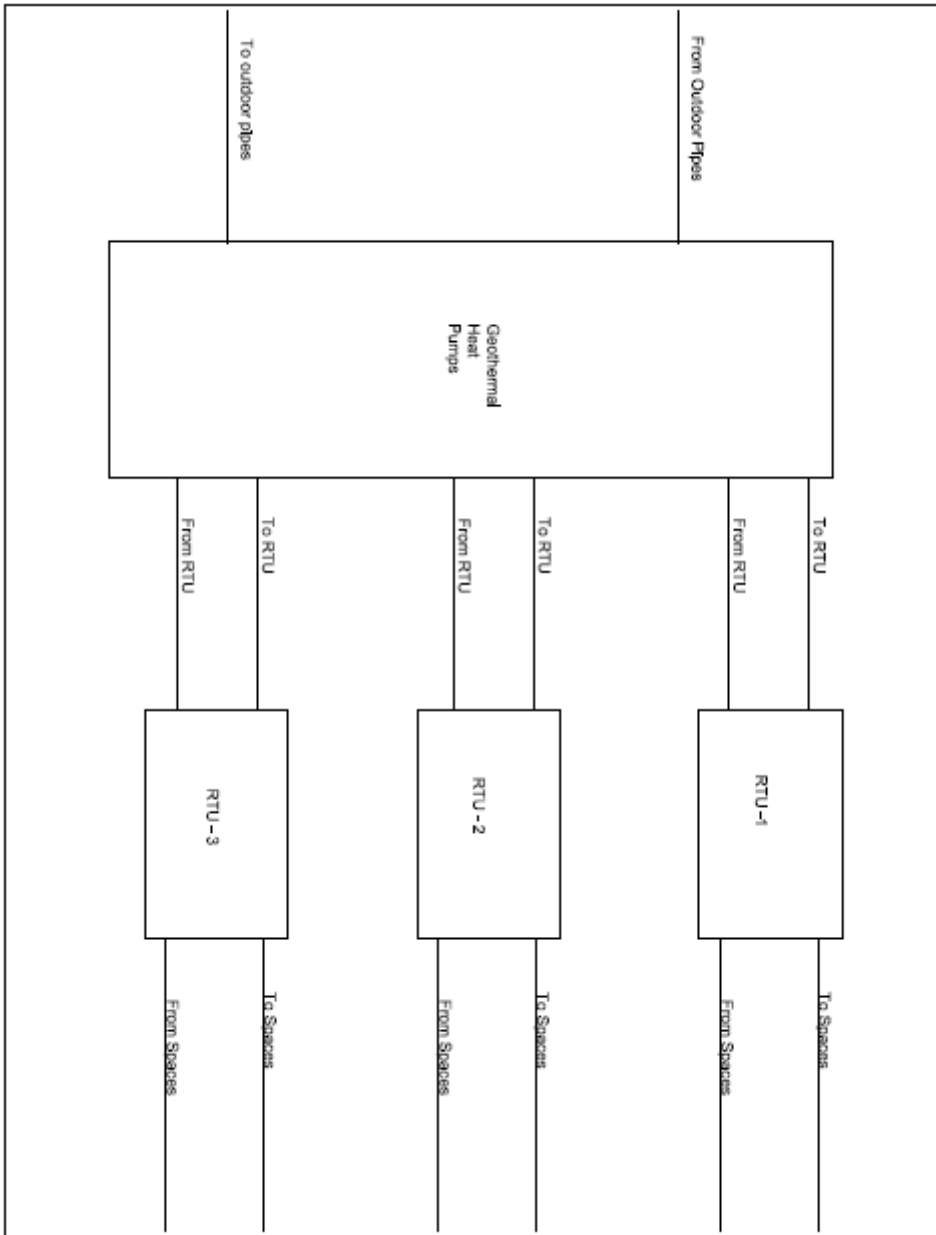 From Outdoor Pipes
To outdoor pipes
Geothermal
Heat
Pumps
To RTU
From RTU
To RTU
From RTU
To RTU
From RTU
RTU -1
RTU - 2
RTU - 3
To Spaces
From Spaces
To Spaces
From Spaces
To Spaces
From Spaces